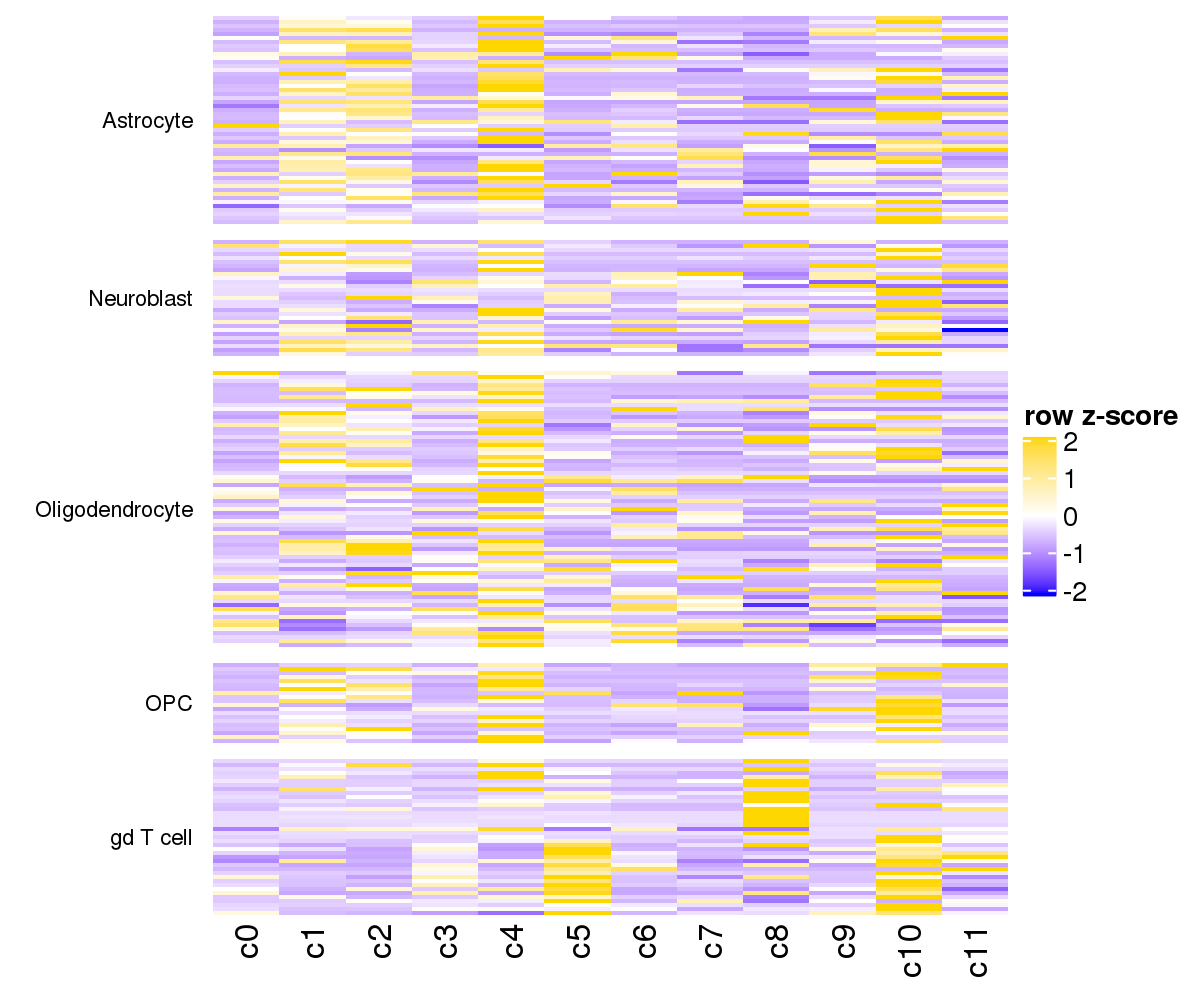 Astrocyte
Neuroblast
Oligodendrocyte
OPC
gd T cell
row z-score
2
1
0
-1
-2
c0 c1 c2 c3 c4 c5 c6 c7 c8 c9 c10 c11